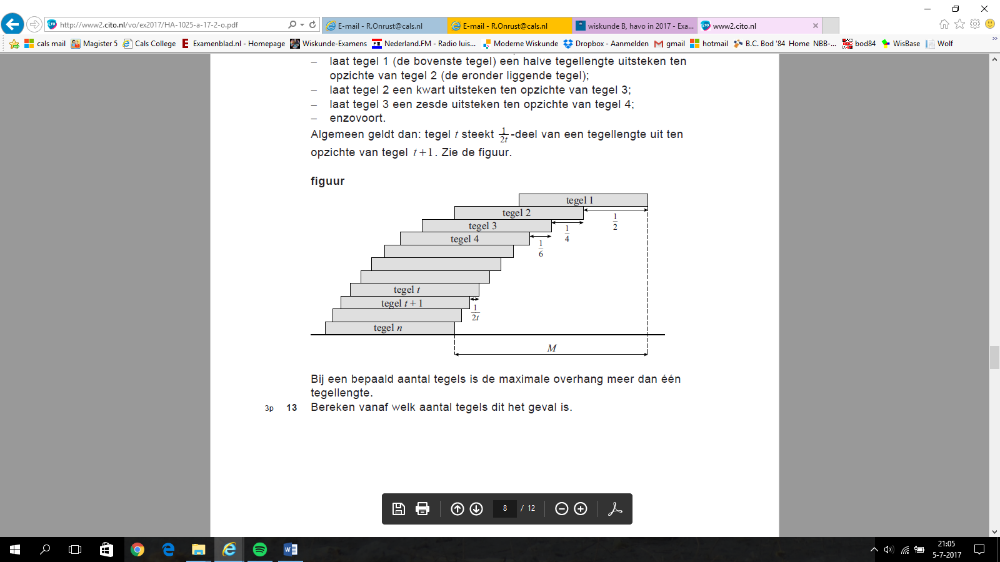 http://www2.cito.nl/vo/ex2017/HA-1025-a-17-2-o.pdf
E-mail - R.Onrust@cals.nl
E-mail - R.Onrust@cals.nl
wiskunde B, havo in 2017 - Exa...
www2.cito.nl
cals mail
Magister 5
Cals College
Examenblad.nl - Homepage
Wiskunde-Examens
Nederland.FM - Radio luis...
Moderne Wiskunde
Dropbox - Aanmelden
gmail
hotmail
B.C. Bod '84 Home NBB-...
bod84
WisBase
Wolf
– laat tegel 1 (de bovenste tegel) een halve tegellengte uitsteken ten
opzichte van tegel 2 (de eronder liggende tegel);
– laat tegel 2 een kwart uitsteken ten opzichte van tegel 3;
– laat tegel 3 een zesde uitsteken ten opzichte van tegel 4;
– enzovoort.
Algemeen geldt dan: tegel t steekt 1/2t-deel van een tegellengte uit ten
opzichte van tegel t+1. Zie de figuur.
figuur
tegel 1
tegel 2
1/2
tegel 3
1/4
tegel 4
1/6
tegel t
tegel t + 1
1/2t
tegel n
M
Bij een bepaald aantal tegels is de maximale overhang meer dan één
tegellengte.
3p 13 Bereken vanaf welk aantal tegels dit het geval is.
8 / 12
21:05
5-7-2017